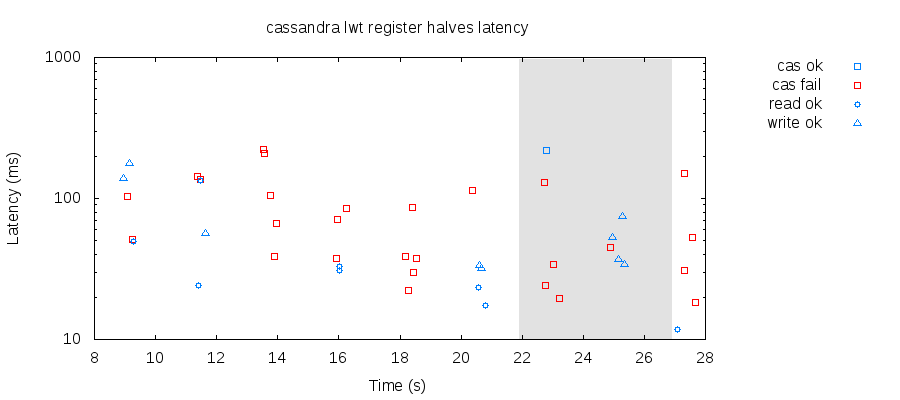 cassandra lwt register halves latency
1000
100
10
Latency (ms)
8 10 12 14 16 18 20 22 24 26 28
Time (s)
cas ok
cas fail
read ok
write ok